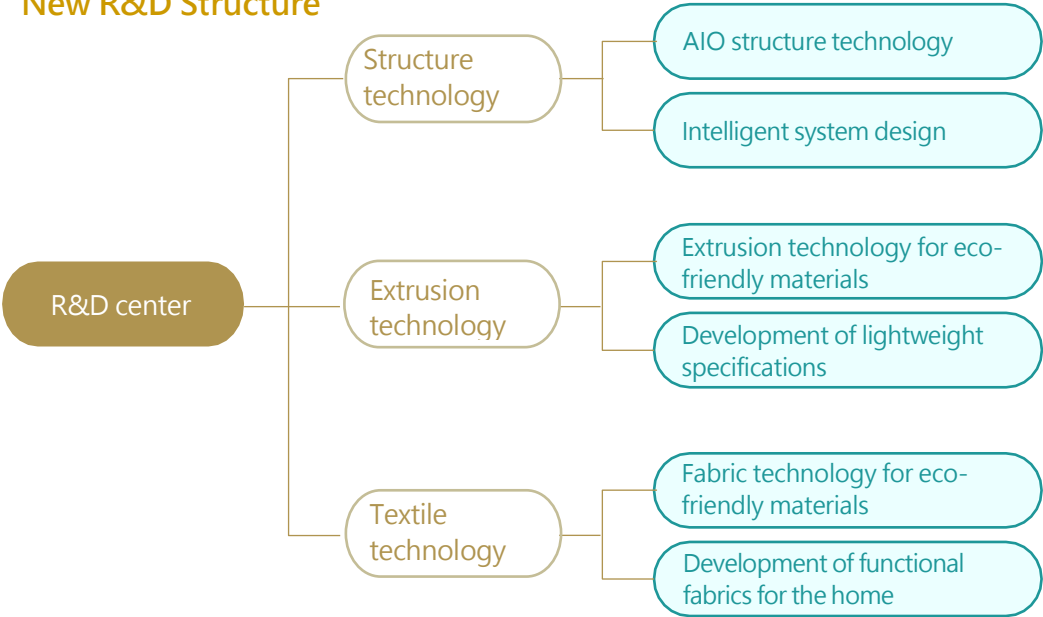 New R&D Structure
Structure
technology
AIO structure technology
Intelligent system design
R&D center
Extrusion
technology
Extrusion technology for eco-
friendly materials
Development of lightweight
specifications
Textile
technology
Fabric technology for eco-
friendly materials
Development of functional
fabrics for the home